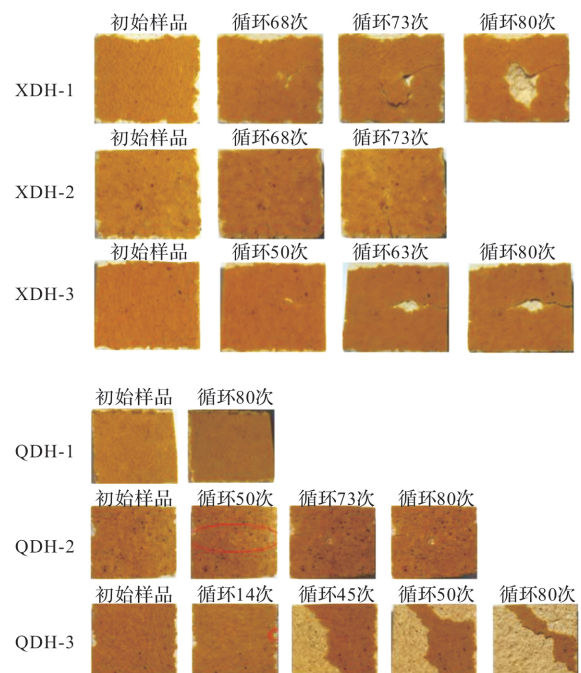 初始样品 循环68次 循环73次 循环80次
XDH-1
初始样品 循环68次 循环73次
XDH-2
初始样品 循环50次 循环63次 循环80次
XDH-3
初始样品 循环80次
QDH-1
初始样品 循环50次 循环73次 循环80次
QDH-2
初始样品 循环14次 循环45次 循环50次 循环80次
QDH-3